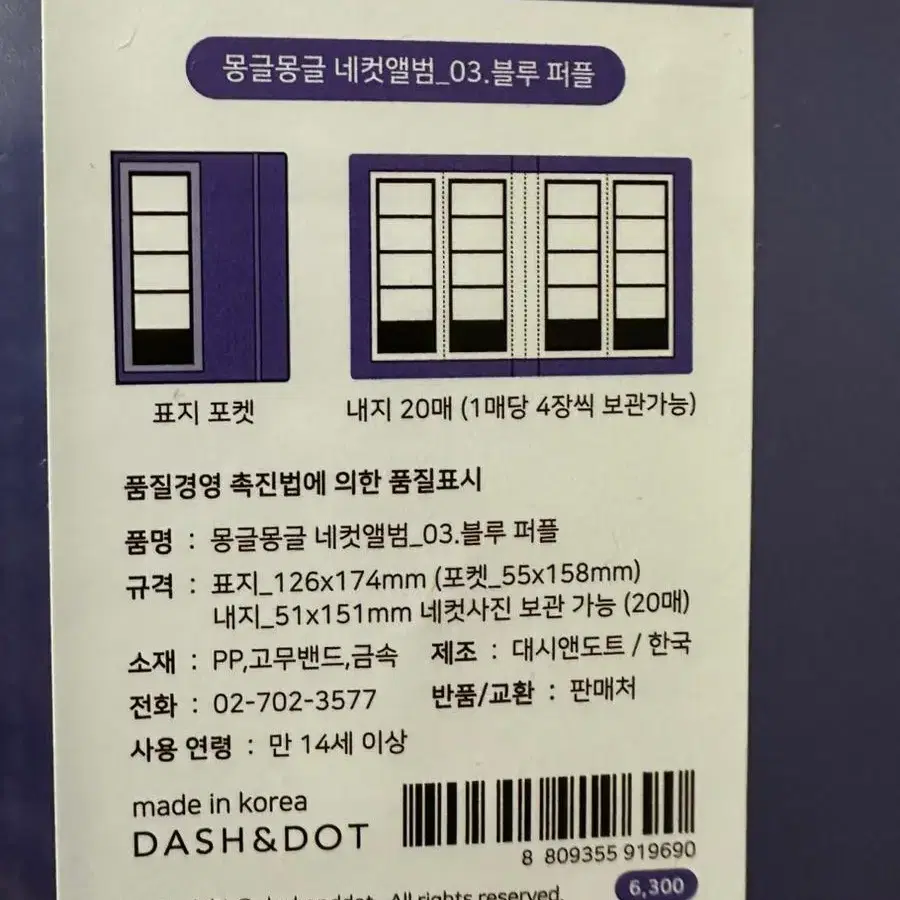 몽글몽글 네컷앨범_03.블루 퍼플
표지 포켓
내지 20매 (1매당 4장씩 보관가능)
품질경영 촉진법에 의한 품질표시
품명 : 몽글몽글 네컷앨범_03.블루 퍼플
규격 : 표지_126x174mm (포켓_55x158mm)
내지_51x151mm 네컷사진 보관 가능 (20매)
소재 : PP,고무밴드,금속 제조 : 대시앤도트 / 한국
전화 : 02-702-3577 반품/교환 : 판매처
사용 연령 : 만 14세 이상
made in korea
DASH&DOT
8 809355 919690
All rights reserved.
6,300